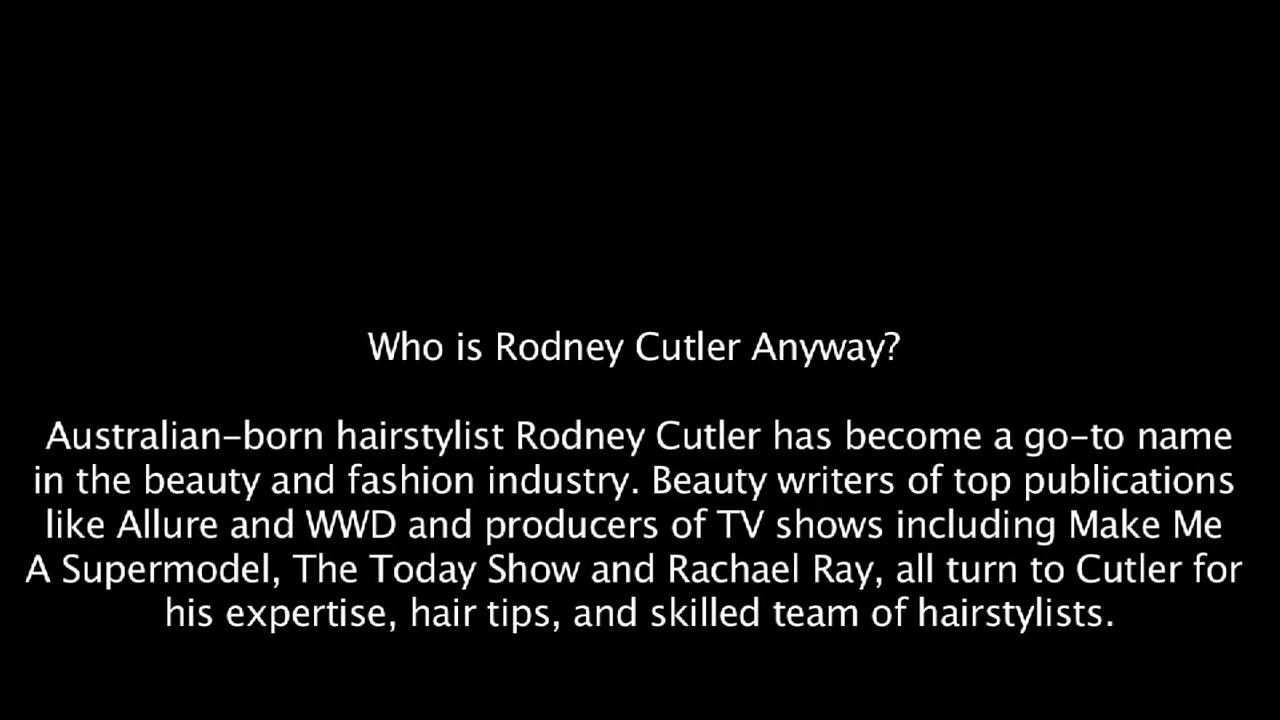 Who is Rodney Cutler Anyway?
Australian-born hairstylist Rodney Cutler has become a go-to name
in the beauty and fashion industry. Beauty writers of top publications
like Allure and WWD and producers of TV shows including Make Me
A Supermodel, The Today Show and Rachael Ray, all turn to Cutler for
his expertise, hair tips, and skilled team of hairstylists.